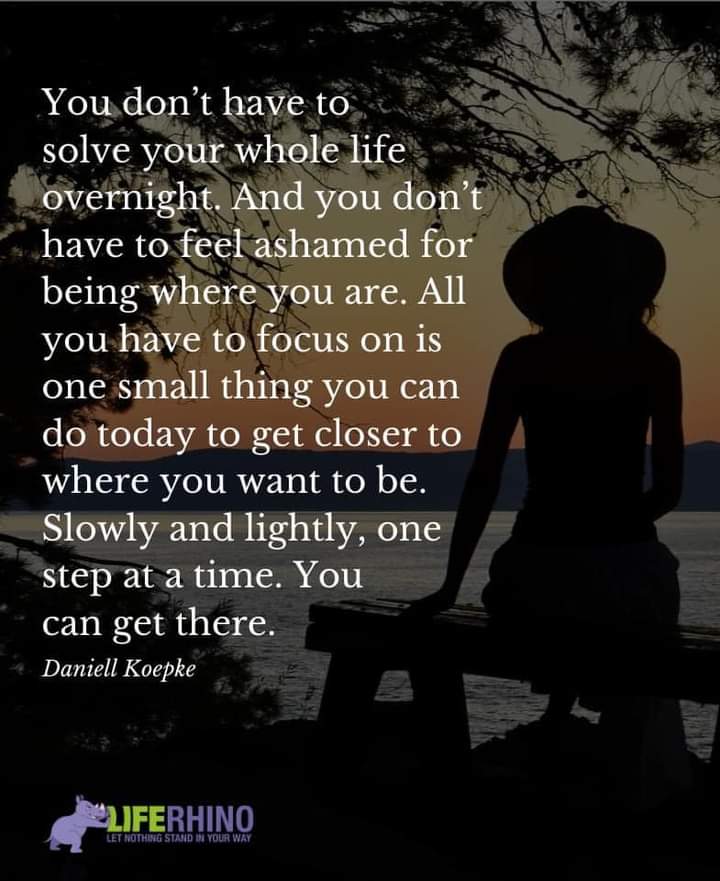 You don’t have to
solve your whole life
overnight. And you don’t
have to feel ashamed for
being where you are. All
you have to focus on is
one small thing you can
do today to get closer to
where you want to be.
Slowly and lightly, one
step at a time. You
can get there.
Daniell Koepke
LIFERHINO
LET NOTHING STAND IN YOUR WAY